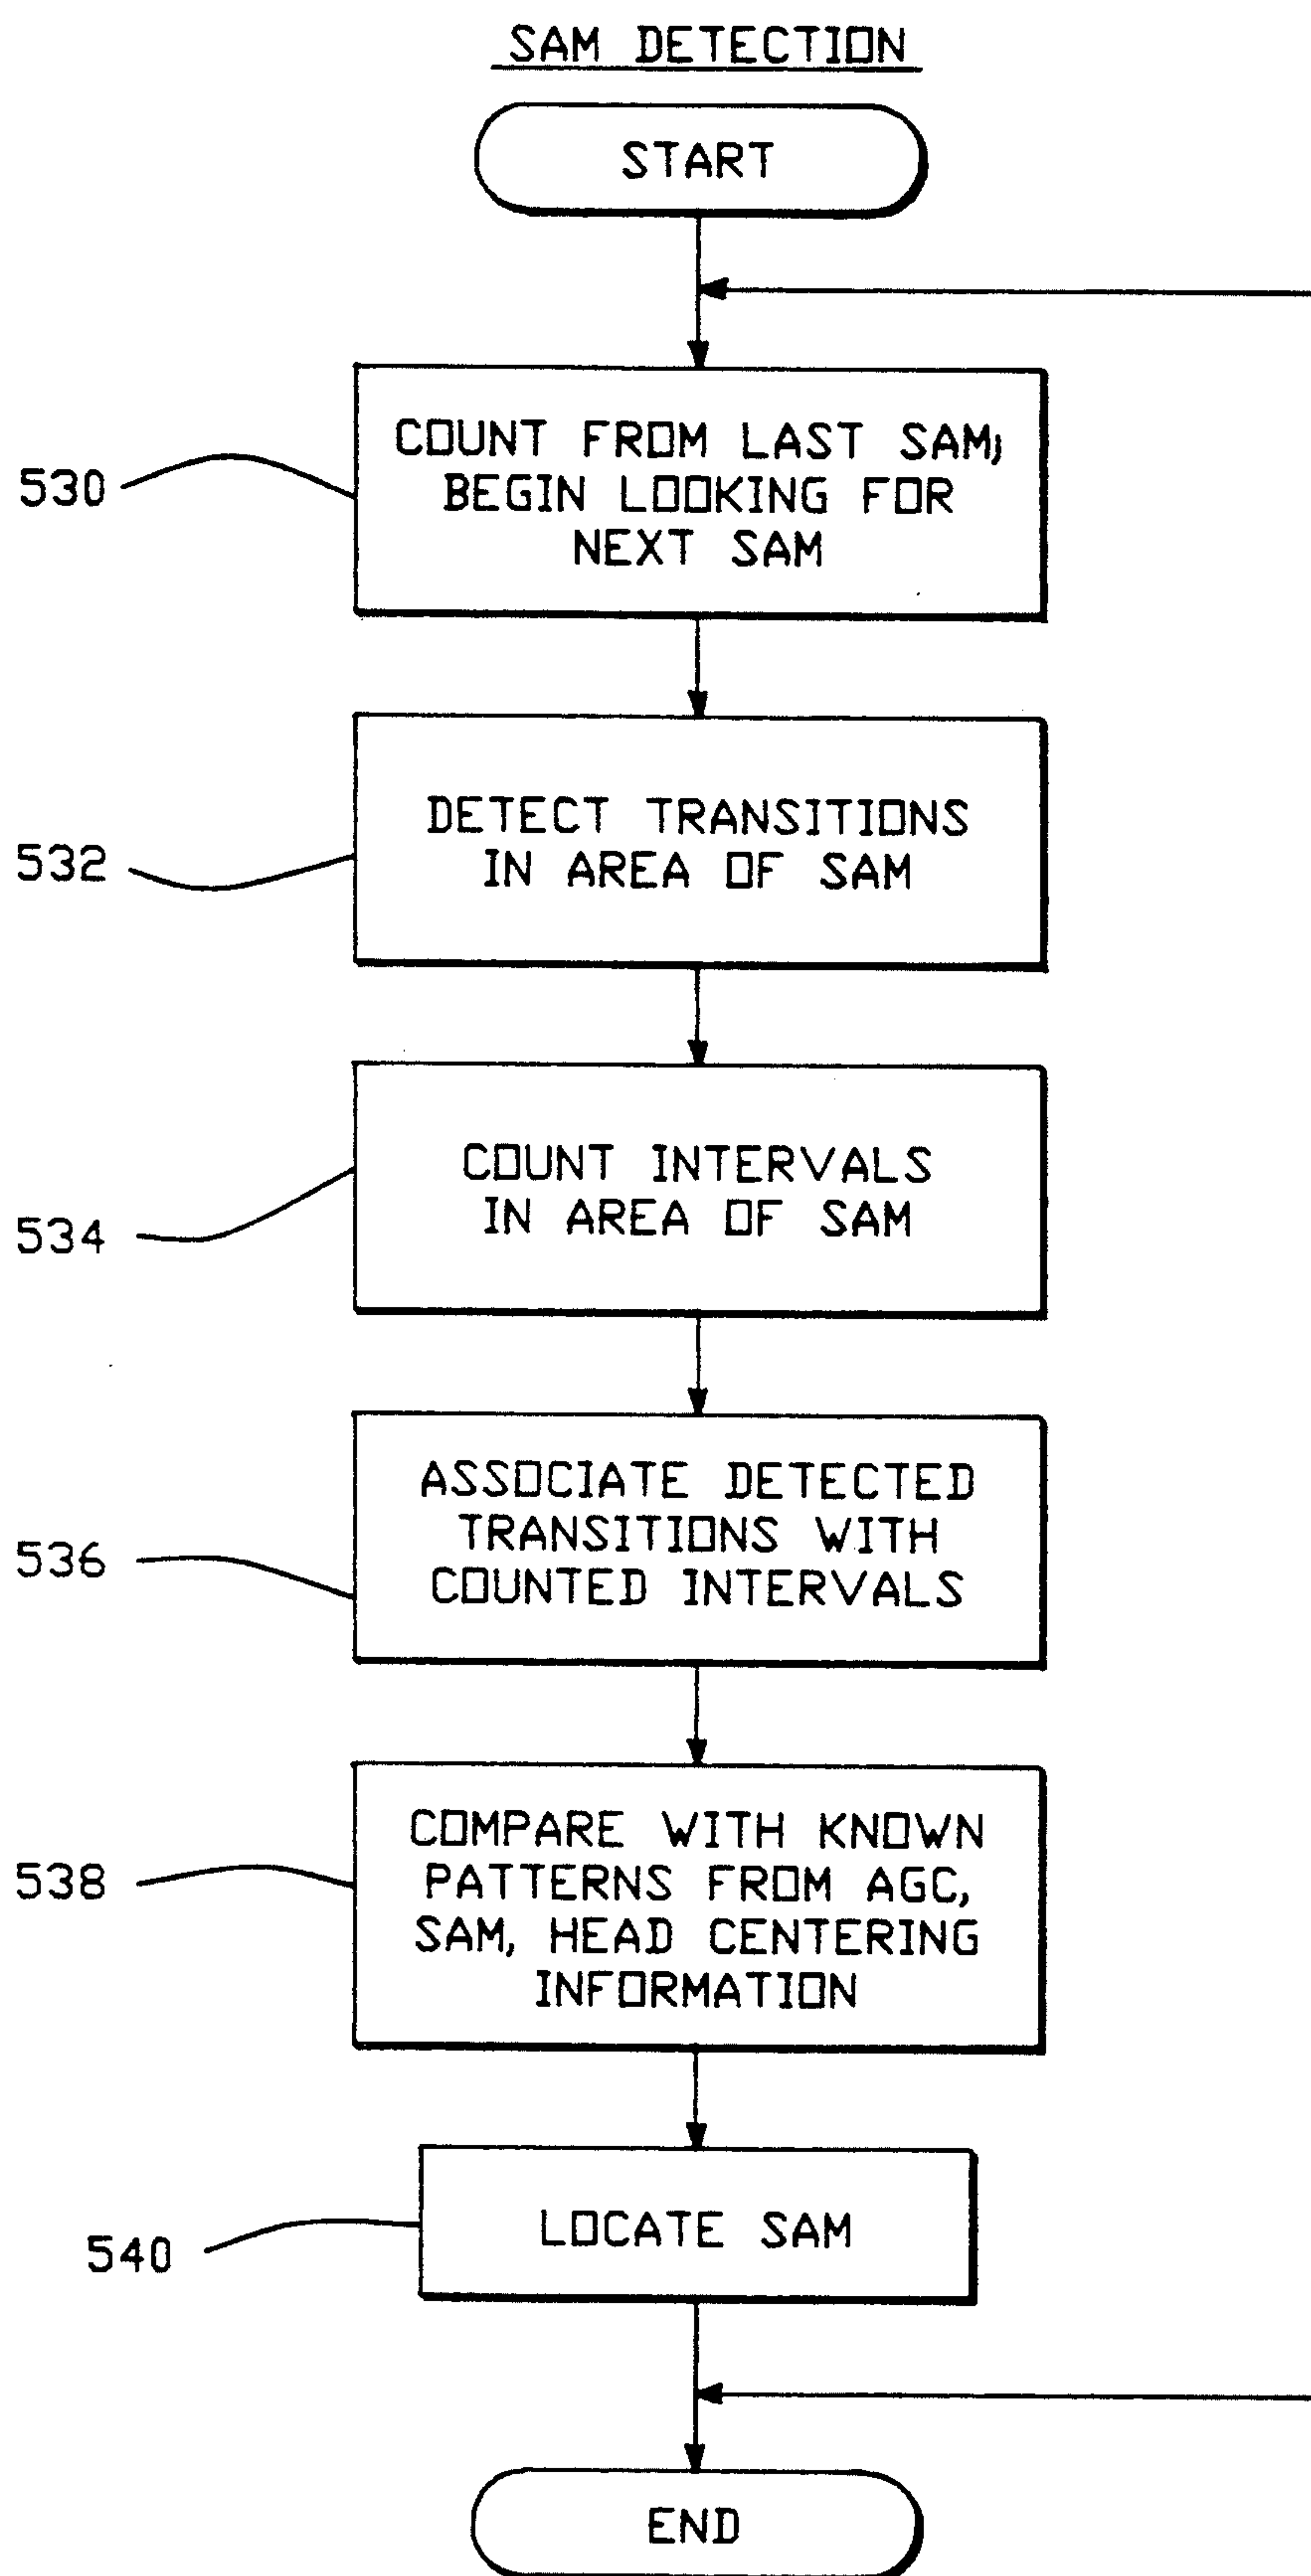 SAM DETECTION
START
530
COUNT FROM LAST SAM;
BEGIN LOOKING FOR
NEXT SAM
532
DETECT TRANSITIONS
IN AREA OF SAM
534
COUNT INTERVALS
IN AREA OF SAM
536
ASSOCIATE DETECTED
TRANSITIONS WITH
COUNTED INTERVALS
538
COMPARE WITH KNOWN
PATTERNS FROM AGC,
SAM, HEAD CENTERING
INFORMATION
540
LOCATE SAM
END